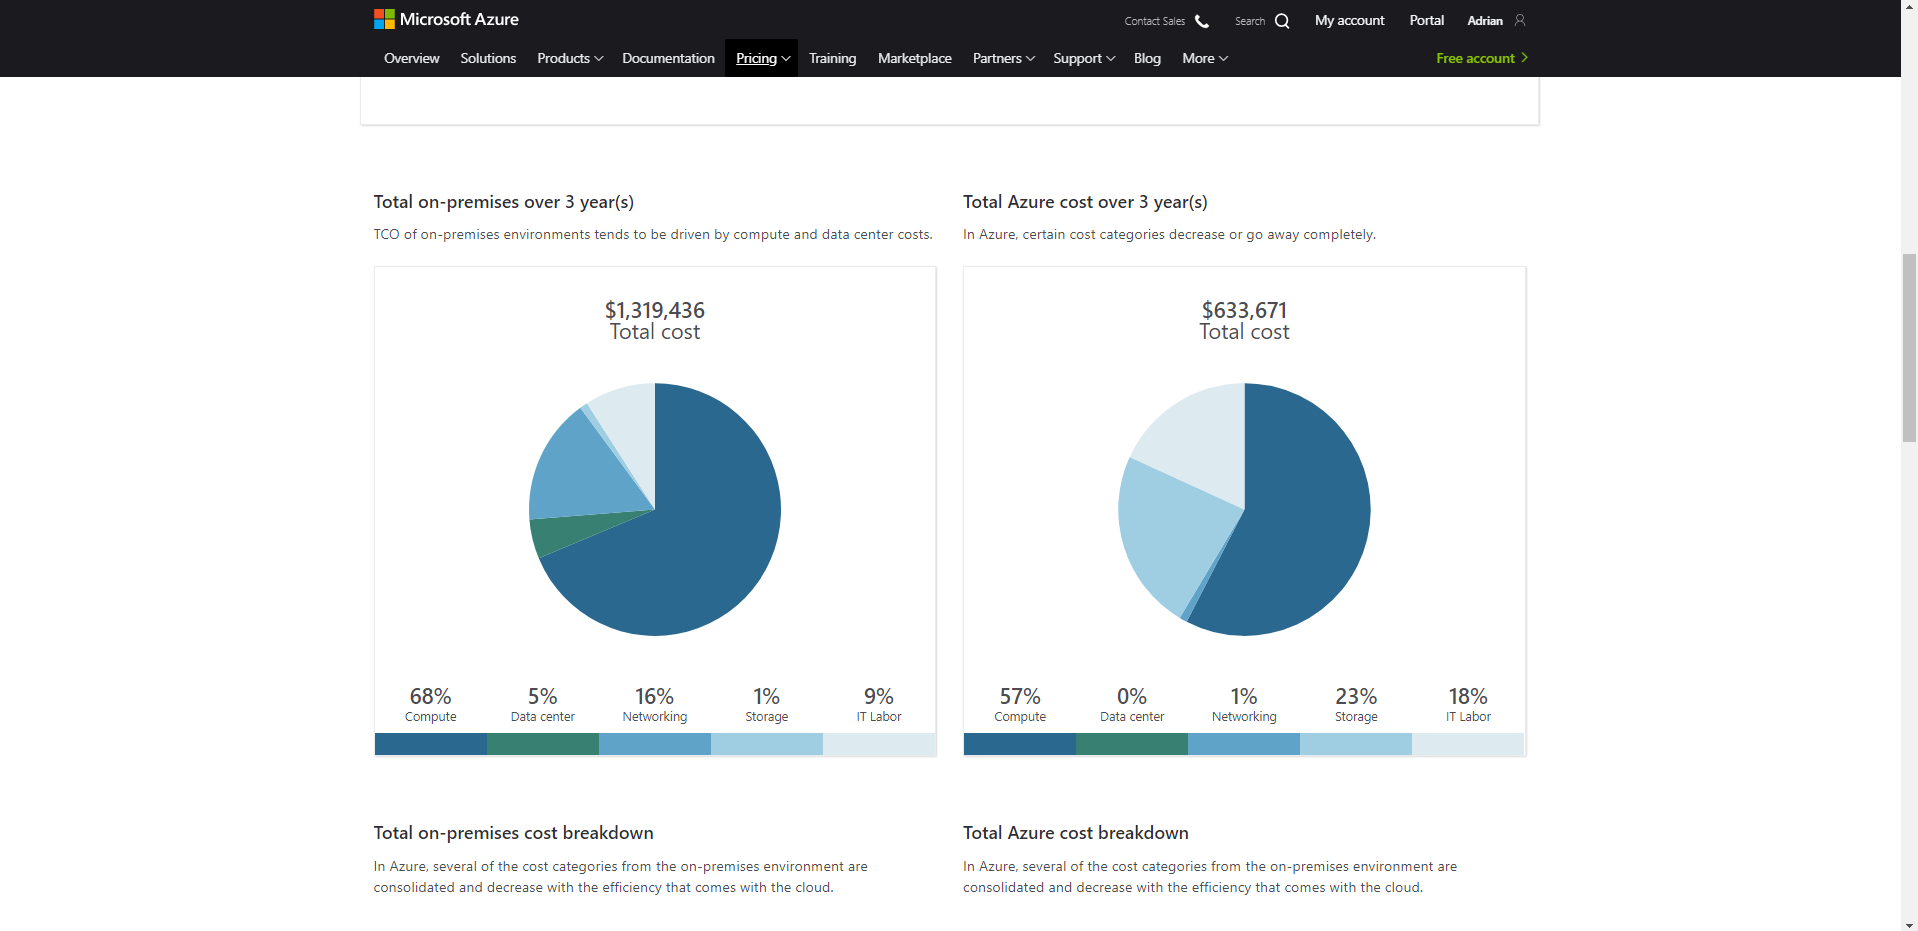 Microsoft Azure
Contact Sales
Search
My account
Portal
Adrian
Overview
Solutions
Products
Documentation
Pricing
Training
Marketplace
Partners
Support
Blog
More
Free account
Total on-premises over 3 year(s)
TCO of on-premises environments tends to be driven by compute and data center costs.
$1,319,436
Total cost
68%
Compute
5%
Data center
16%
Networking
1%
Storage
9%
IT Labor
Total Azure cost over 3 year(s)
In Azure, certain cost categories decrease or go away completely.
$633,671
Total cost
57%
Compute
0%
Data center
1%
Networking
23%
Storage
18%
IT Labor
Total on-premises cost breakdown
In Azure, several of the cost categories from the on-premises environment are
consolidated and decrease with the efficiency that comes with the cloud.
Total Azure cost breakdown
In Azure, several of the cost categories from the on-premises environment are
consolidated and decrease with the efficiency that comes with the cloud.